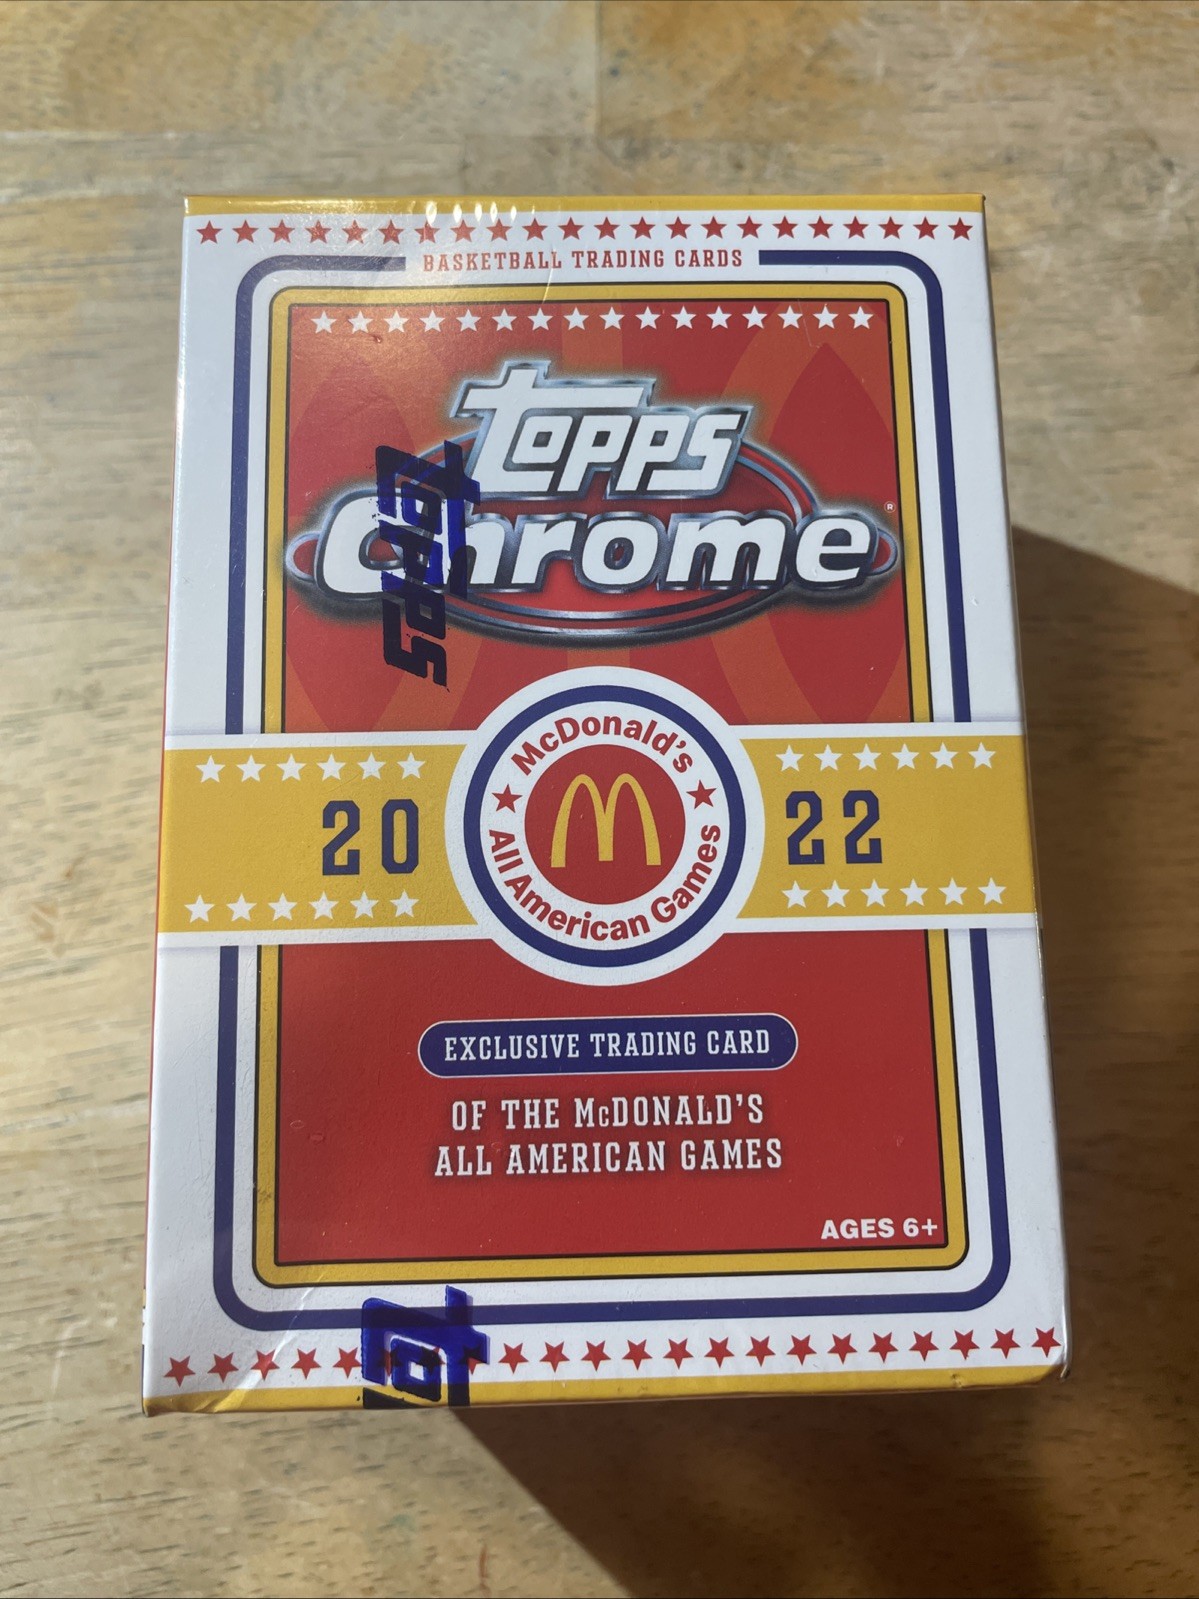 BASKETBALL TRADING CARDS
topps
Chrome®
topps
20
McDonald's
All American Games
22
EXCLUSIVE TRADING CARD
OF THE McDONALD'S
ALL AMERICAN GAMES
AGES 6+
to